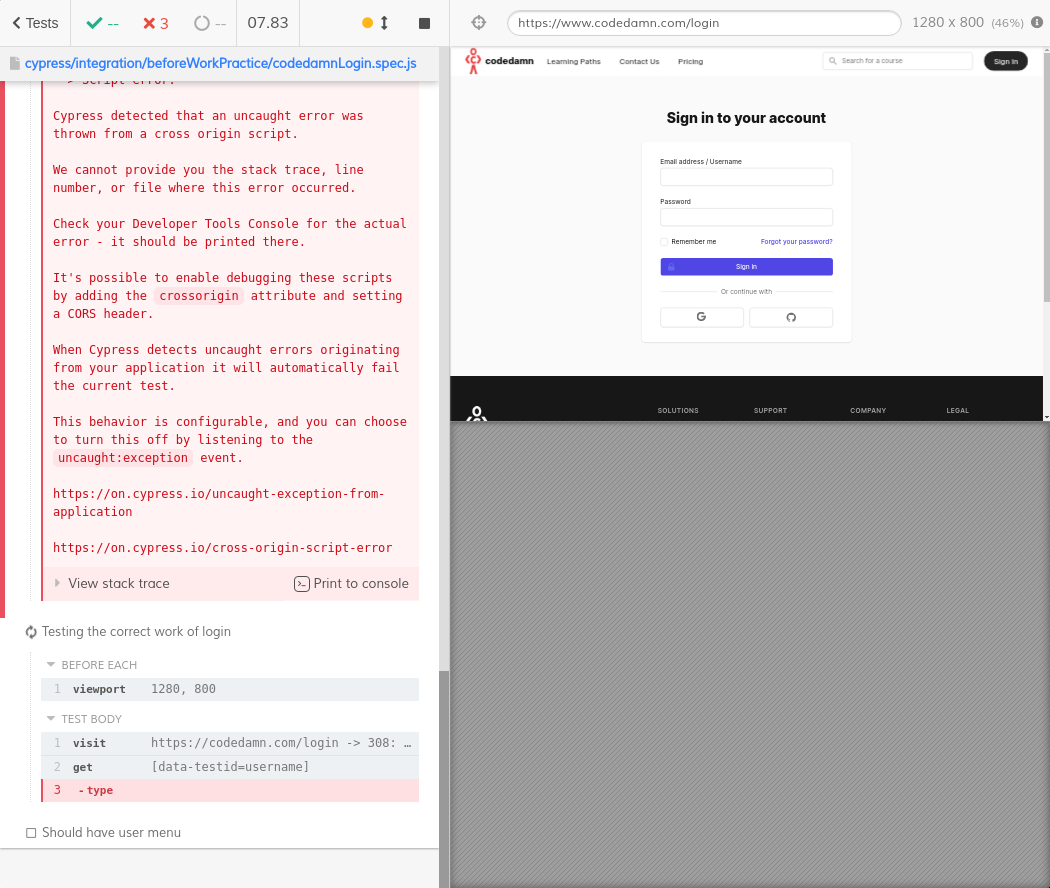 Tests
--
3
--
07.83
https://www.codedamn.com/login
1280 x 800 (46%)
cypress/integration/beforeWorkPractice/codedamnLogin.spec.js
> Script error.
Cypress detected that an uncaught error was
thrown from a cross origin script.
We cannot provide you the stack trace, line
number, or file where this error occurred.
Check your Developer Tools Console for the actual
error - it should be printed there.
It's possible to enable debugging these scripts
by adding the crossorigin attribute and setting
a CORS header.
When Cypress detects uncaught errors originating
from your application it will automatically fail
the current test.
This behavior is configurable, and you can choose
to turn this off by listening to the
uncaught:exception event.
https://on.cypress.io/uncaught-exception-from-
application
https://on.cypress.io/cross-origin-script-error
View stack trace
Print to console
Testing the correct work of login
BEFORE EACH
1 viewport 1280, 800
TEST BODY
1 visit https://codedamn.com/login -> 308: …
2 get [data-testid=username]
3 -type
Should have user menu
codedamn
Learning Paths
Contact Us
Pricing
Search for a course
Sign In
Sign in to your account
Email address / Username
Password
Remember me
Forgot your password?
Sign in
Or continue with
SOLUTIONS
SUPPORT
COMPANY
LEGAL